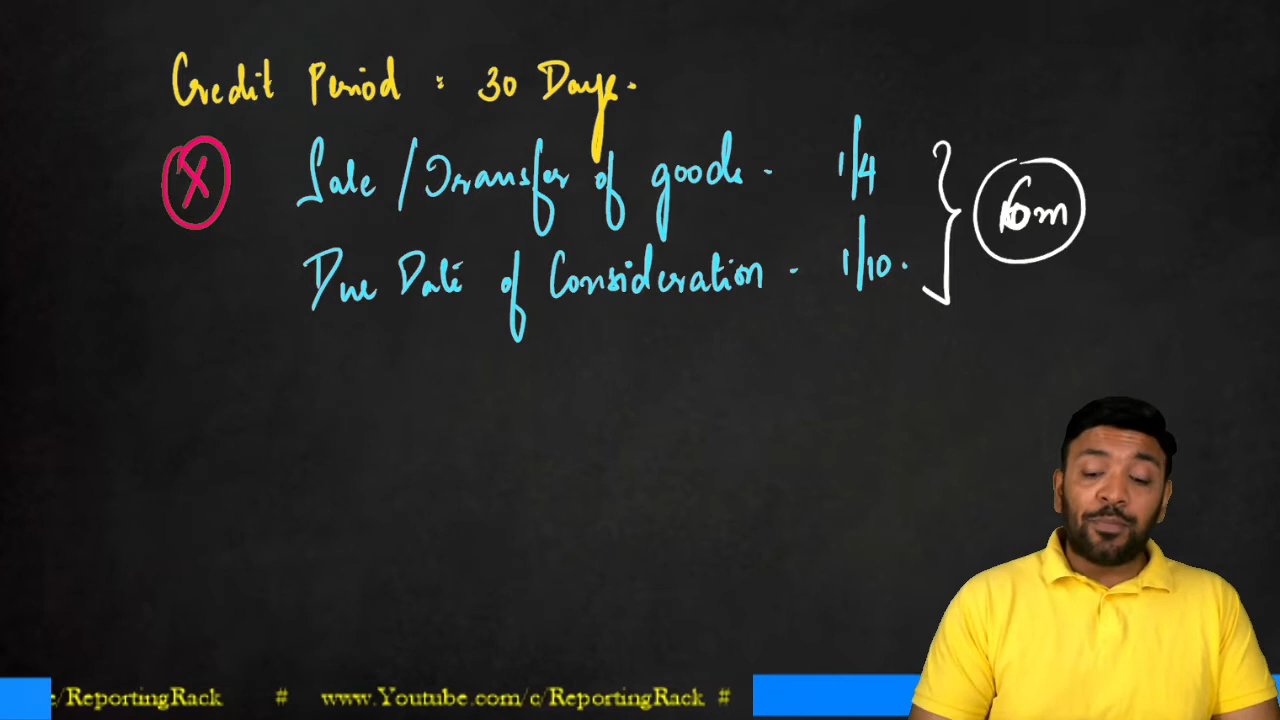 Credit Period : 30 Days.
X Sale / Transfer of goods - 1/4
6m
Due Date of Consideration - 1/10.
e/ReportingRack # www.Youtube.com/c/ReportingRack #